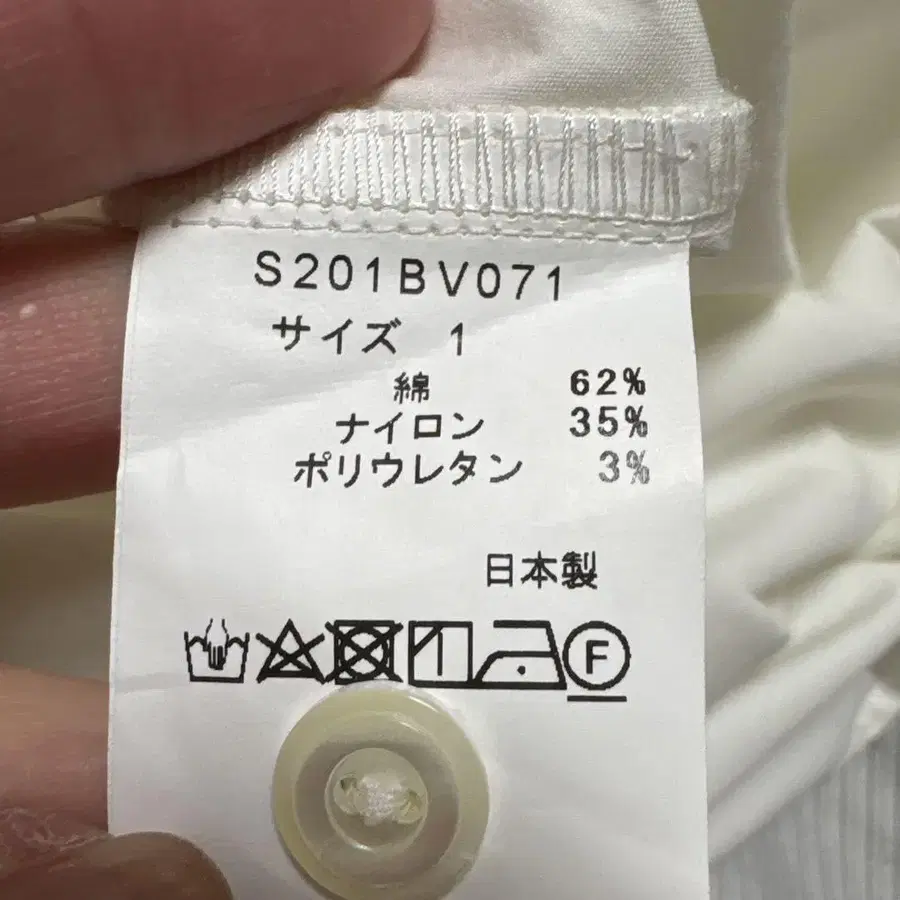 S201BV071
サイズ 1
綿 62%
ナイロン 35%
ポリウレタン 3%
日本製
F